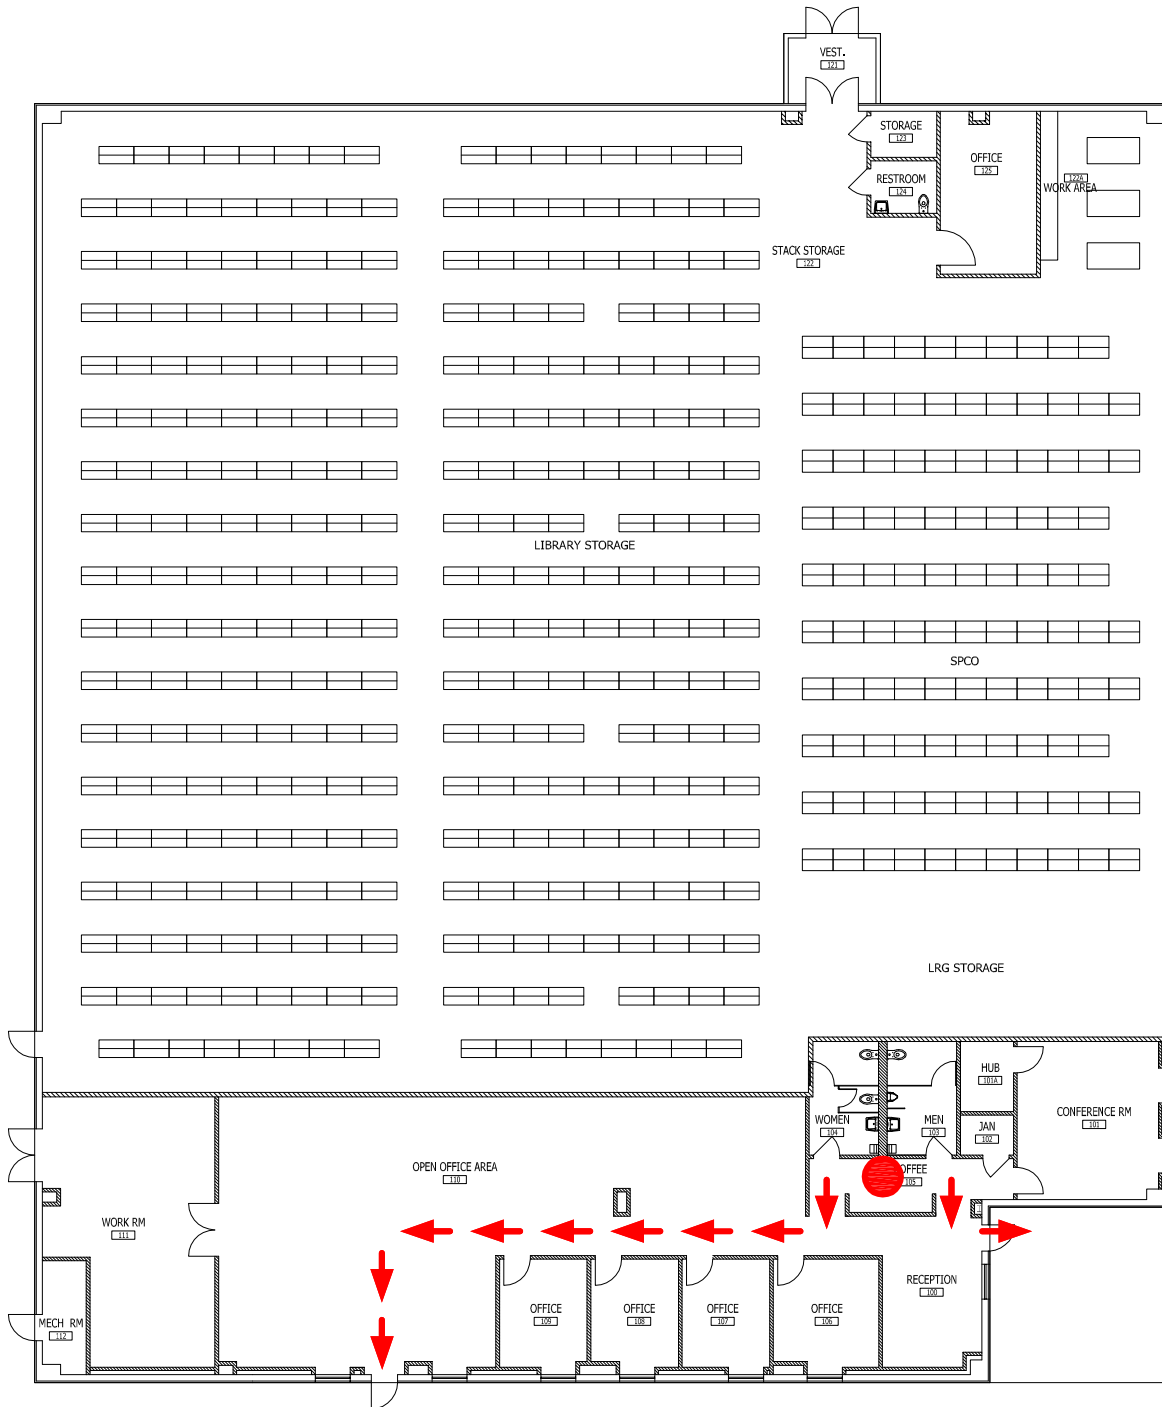 VEST.
121
STORAGE
123
OFFICE
125
RESTROOM
124
122A
WORK AREA
STACK STORAGE
122
LIBRARY STORAGE
SPCO
LRG STORAGE
HUB
101A
CONFERENCE RM
101
WOMEN
104
MEN
103
JAN
102
OPEN OFFICE AREA
110
OFFEE
105
WORK RM
111
RECEPTION
100
OFFICE
109
OFFICE
108
OFFICE
107
OFFICE
106
MECH RM
112